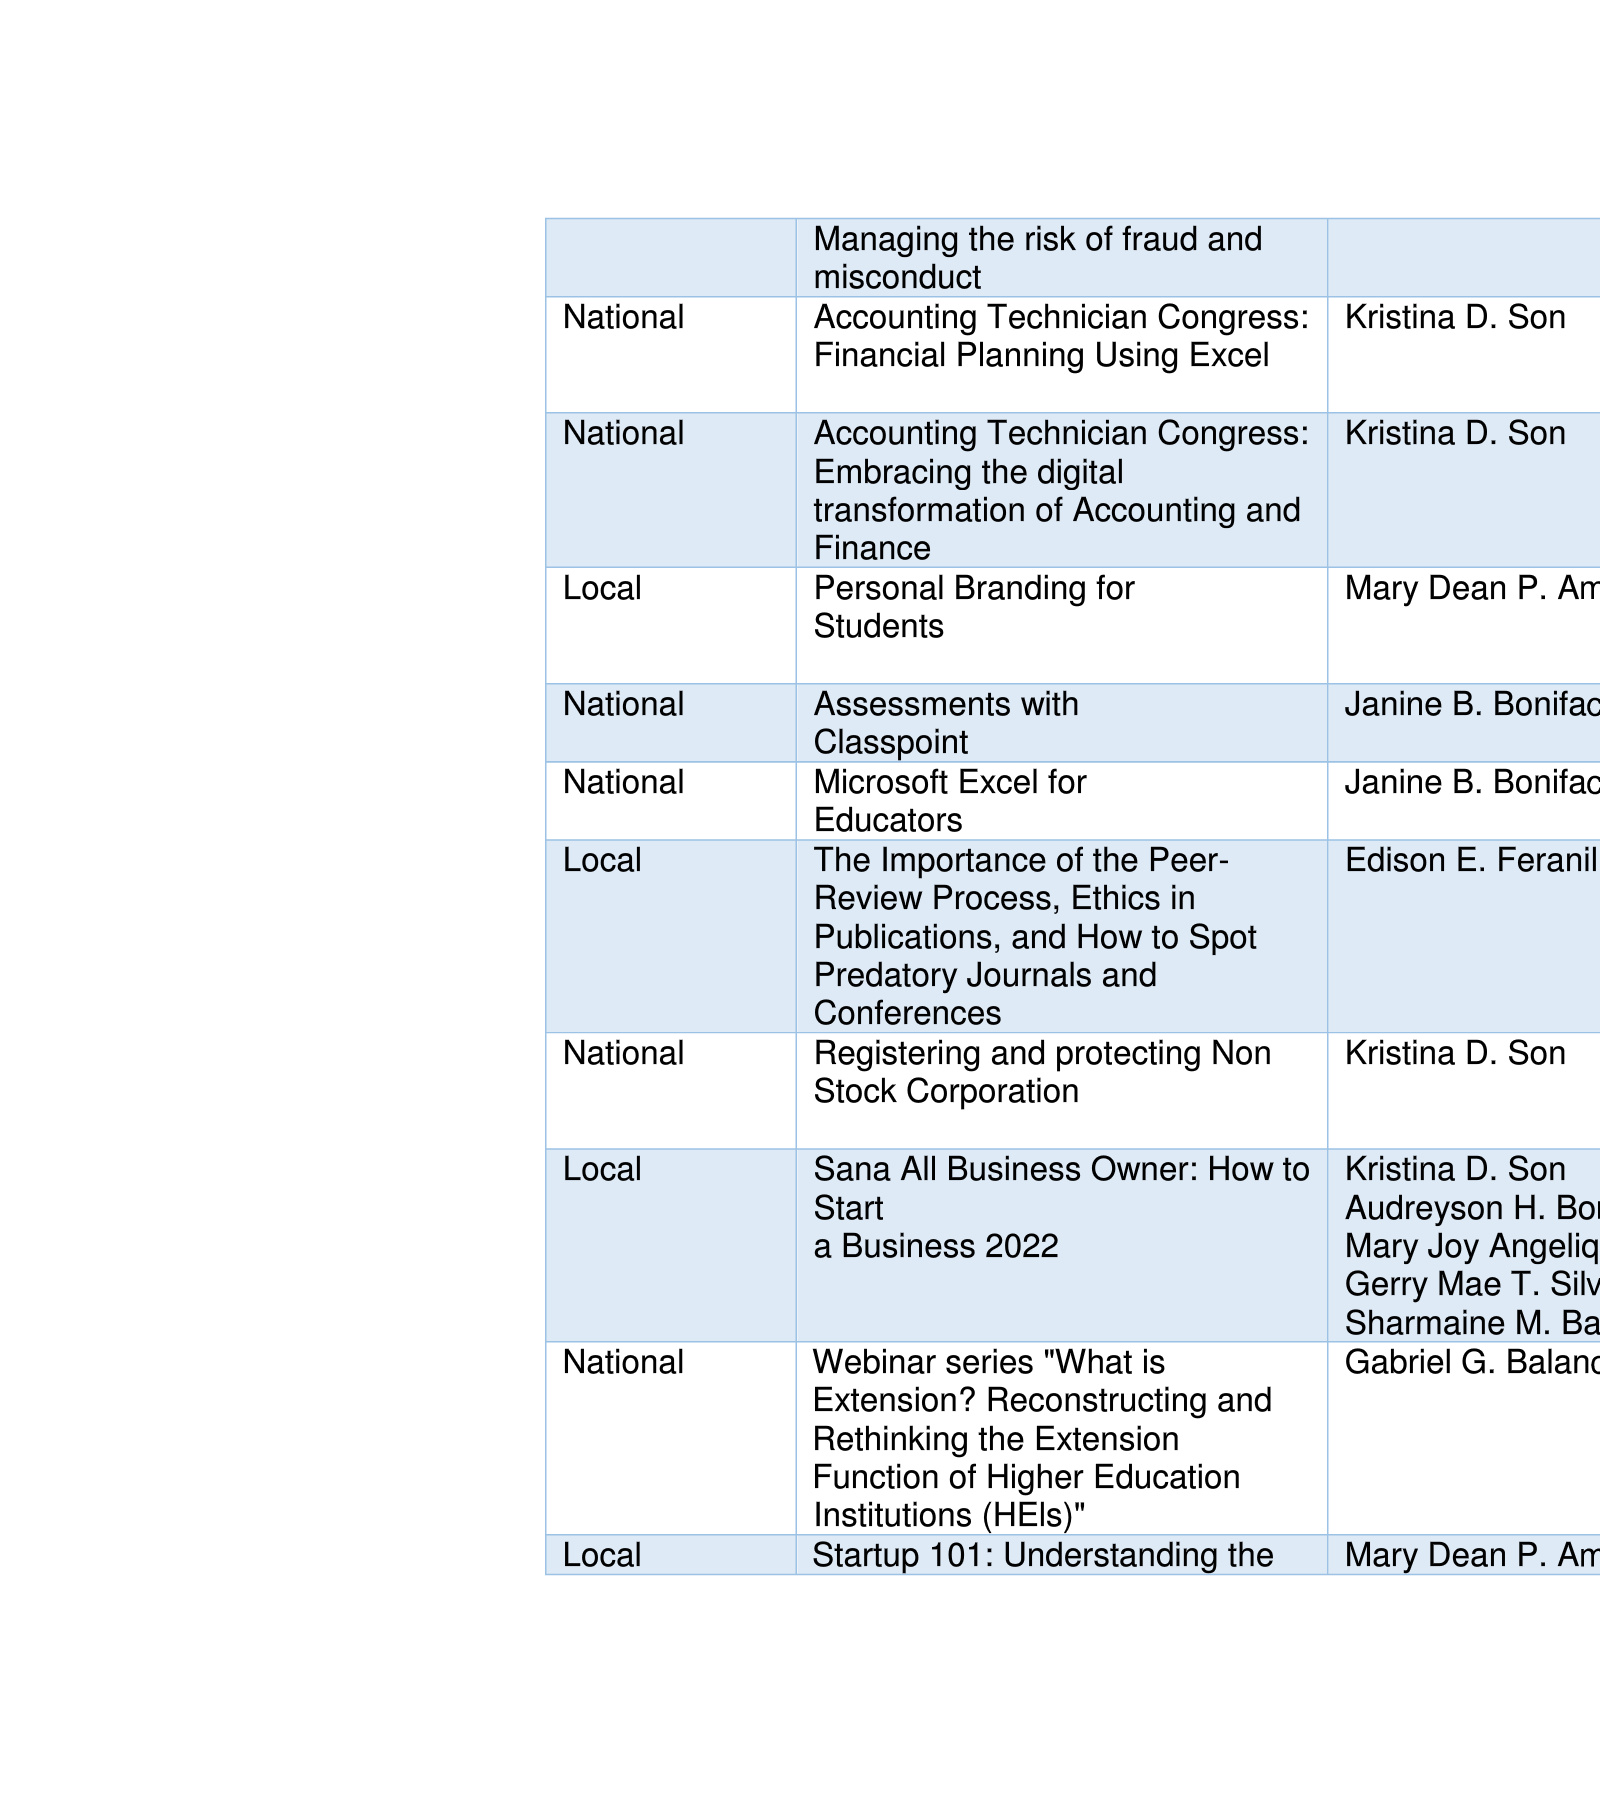 Managing the risk of fraud and
misconduct
National
Accounting Technician Congress:
Financial Planning Using Excel
Kristina D. Son
National
Accounting Technician Congress:
Embracing the digital
transformation of Accounting and
Finance
Kristina D. Son
Local
Personal Branding for
Students
Mary Dean P. Am
National
Assessments with
Classpoint
Janine B. Bonifac
National
Microsoft Excel for
Educators
Janine B. Bonifac
Local
The Importance of the Peer-
Review Process, Ethics in
Publications, and How to Spot
Predatory Journals and
Conferences
Edison E. Feranil
National
Registering and protecting Non
Stock Corporation
Kristina D. Son
Local
Sana All Business Owner: How to
Start
a Business 2022
Kristina D. Son
Audreyson H. Bor
Mary Joy Angeliq
Gerry Mae T. Silv
Sharmaine M. Ba
National
Webinar series "What is
Extension? Reconstructing and
Rethinking the Extension
Function of Higher Education
Institutions (HEIs)"
Gabriel G. Balanc
Local
Startup 101: Understanding the
Mary Dean P. Am